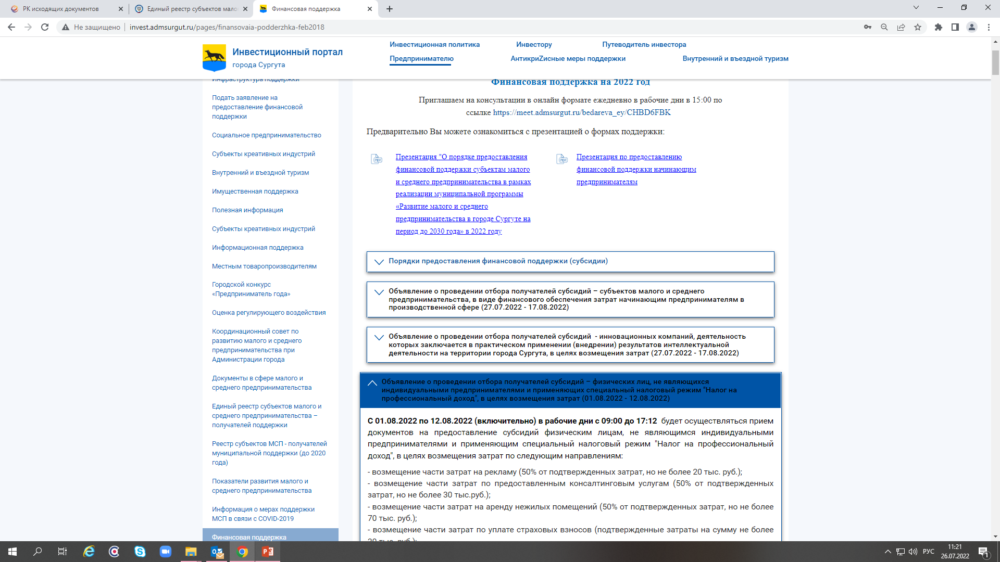 РК исходящих документов
Единый реестр субъектов мало
Финансовая поддержка
Не защищено
invest.admsurgut.ru/pages/finansovaia-podderzhka-feb2018
Инвестиционный портал
города Сургута
Инвестиционная политика
Инвестору
Путеводитель инвестора
Предпринимателю
АнтикриZисные меры поддержки
Внутренний и въездной туризм
Инфраструктура поддержки
Подать заявление на
предоставление финансовой
поддержки
Социальное предпринимательство
Субъекты креативных индустрий
Внутренний и въездной туризм
Имущественная поддержка
Полезная информация
Субъекты креативных индустрий
Информационная поддержка
Местным товаропроизводителям
Городской конкурс
«Предприниматель года»
Оценка регулирующего воздействия
Координационный совет по
развитию малого и среднего
предпринимательства при
Администрации города
Документы в сфере малого и
среднего предпринимательства
Единый реестр субъектов малого и
среднего предпринимательства –
получателей поддержки
Реестр субъектов МСП - получателей
муниципальной поддержки (до 2020
года)
Показатели развития малого и
среднего предпринимательства
Информация о мерах поддержки
МСП в связи с COVID-2019
Финансовая поддержка
Финансовая поддержка на 2022 год
Приглашаем на консультации в онлайн формате ежедневно в рабочие дни в 15:00 по
ссылке https://meet.admsurgut.ru/bedareva_ey/CHBD6FBK
Предварительно Вы можете ознакомиться с презентацией о формах поддержки:
PDF
Презентация "О порядке предоставления
финансовой поддержки субъектам малого
и среднего предпринимательства в рамках
реализации муниципальной программы
«Развитие малого и среднего
предпринимательства в городе Сургуте на
период до 2030 года» в 2022 году
PDF
Презентация по предоставлению
финансовой поддержки начинающим
предпринимателям
Порядки предоставления финансовой поддержки (субсидии)
Объявление о проведении отбора получателей субсидий – субъектов малого и среднего
предпринимательства, в виде финансового обеспечения затрат начинающим предпринимателям в
производственной сфере (27.07.2022 - 17.08.2022)
Объявление о проведении отбора получателей субсидий - инновационных компаний, деятельность
которых заключается в практическом применении (внедрении) результатов интеллектуальной
деятельности на территории города Сургута, в целях возмещения затрат (27.07.2022 - 17.08.2022)
Объявление о проведении отбора получателей субсидий – физических лиц, не являющихся
индивидуальными предпринимателями и применяющих специальный налоговый режим "Налог на
профессиональный доход", в целях возмещения затрат (01.08.2022 - 12.08.2022)
С 01.08.2022 по 12.08.2022 (включительно) в рабочие дни с 09:00 до 17:12 будет осуществляться прием
документов на предоставление субсидий физическим лицам, не являющимся индивидуальными
предпринимателями и применяющим специальный налоговый режим "Налог на профессиональный
доход", в целях возмещения затрат по следующим направлениям:
- возмещение части затрат на рекламу (50% от подтвержденных затрат, но не более 20 тыс. руб.);
- возмещение части затрат по предоставленным консалтинговым услугам (50% от подтвержденных
затрат, но не более 30 тыс.руб.);
- возмещение части затрат на аренду нежилых помещений (50% от подтвержденных затрат, но не более
70 тыс. руб.);
- возмещение части затрат по уплате страховых взносов (подтвержденные затраты на сумму не более
РУС
11:21
26.07.2022
1